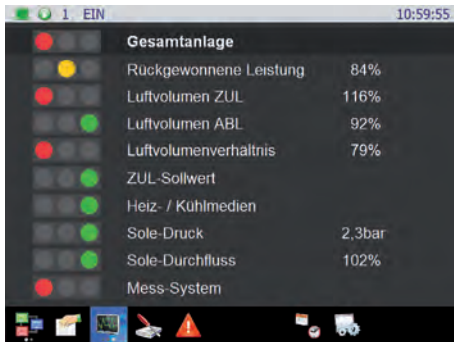 1 EIN 10:59:55
Gesamtanlage
Rückgewonnene Leistung 84%
Luftvolumen ZUL 116%
Luftvolumen ABL 92%
Luftvolumenverhältnis 79%
ZUL-Sollwert
Heiz- / Kühlmedien
Sole-Druck 2,3bar
Sole-Durchfluss 102%
Mess-System